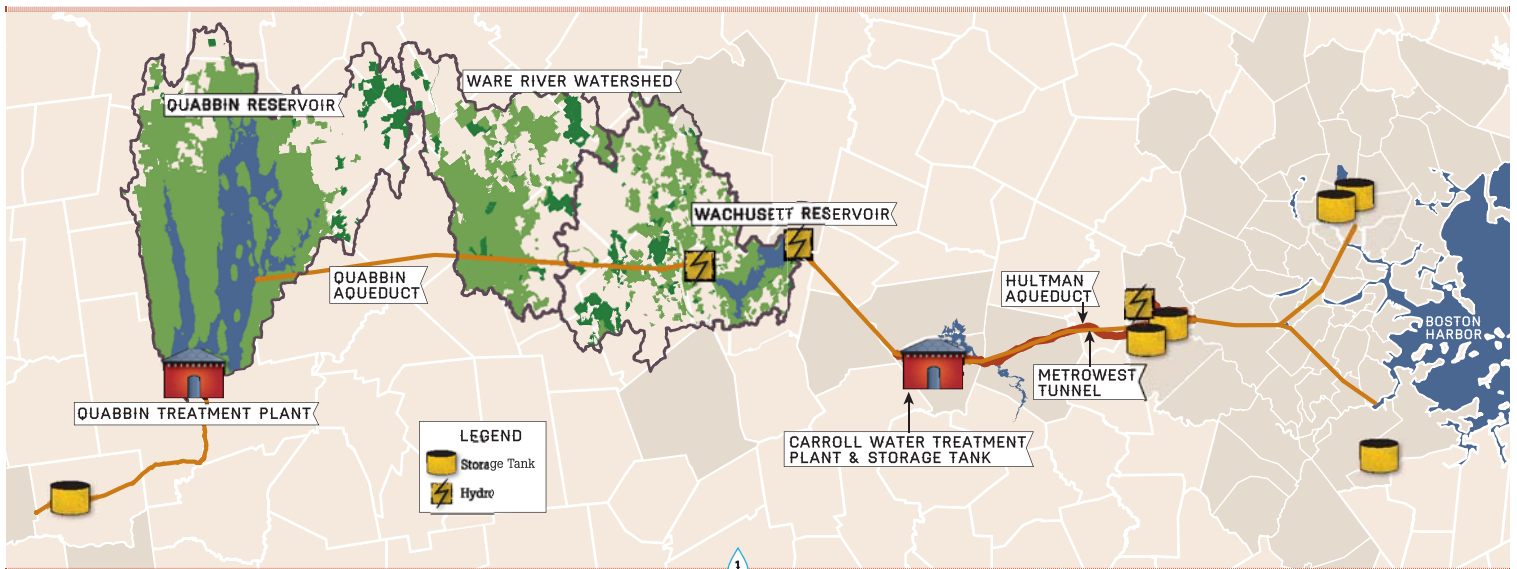 WARE RIVER WATERSHED
QUABBIN RESERVOIR
WACHUSETT RESERVOIR
QUABBIN
AQUEDUCT
HULTMAN
AQUEDUCT
BOSTON
HARBOR
METROWEST
TUNNEL
QUABBIN TREATMENT PLANT
CARROLL WATER TREATMENT
PLANT & STORAGE TANK
LEGEND
Storage Tank
Hydro
1